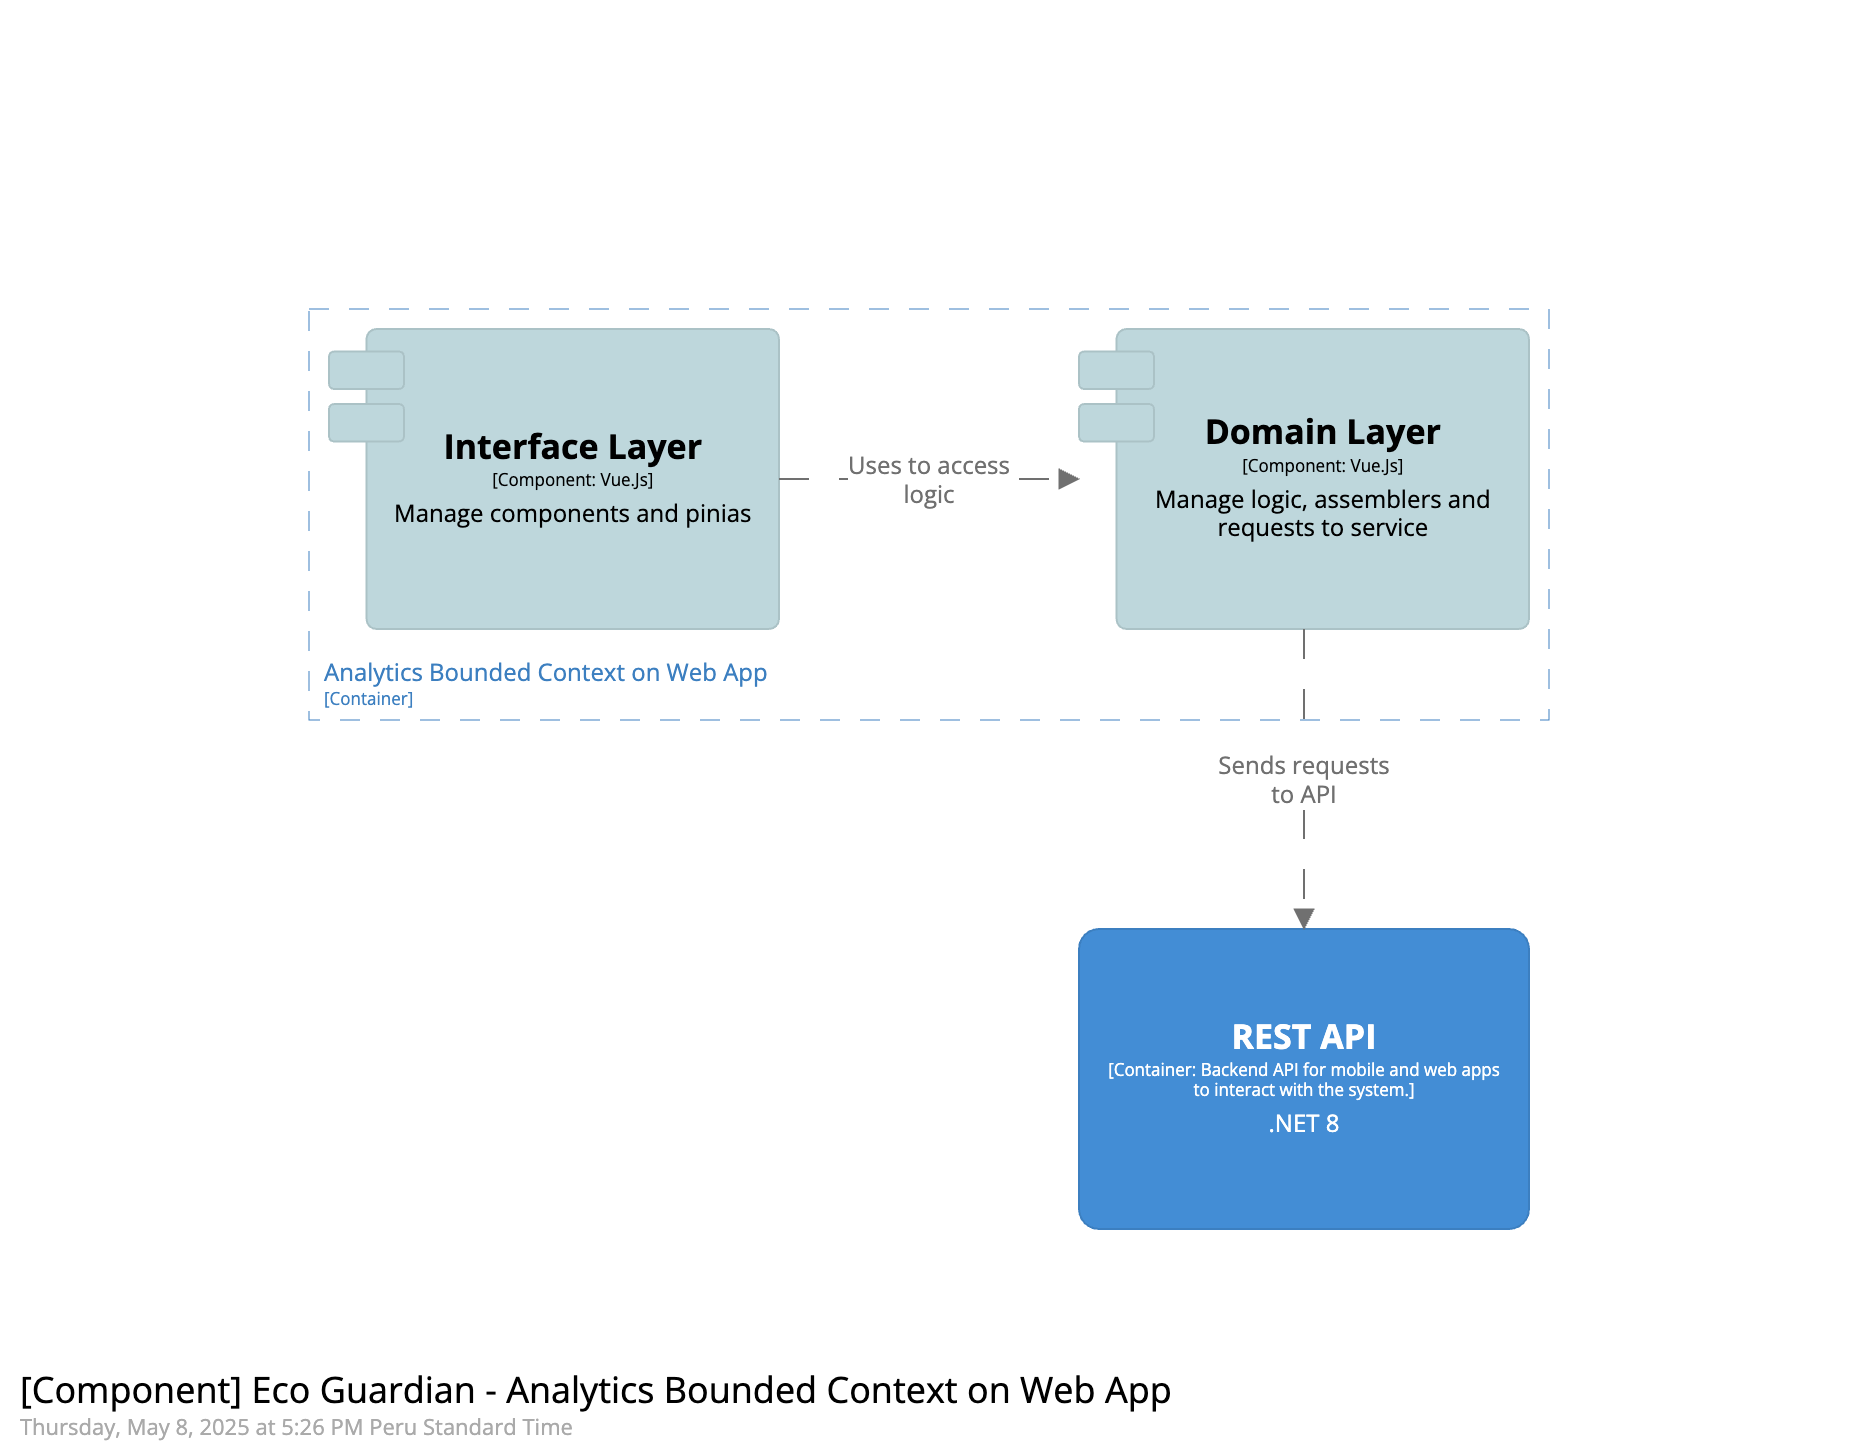 Interface Layer
[Component: Vue.Js]
Manage components and pinias
Uses to access
logic
Domain Layer
[Component: Vue.Js]
Manage logic, assemblers and
requests to service
Analytics Bounded Context on Web App
[Container]
Sends requests
to API
REST API
[Container: Backend API for mobile and web apps
to interact with the system.]
.NET 8
[Component] Eco Guardian - Analytics Bounded Context on Web App
Thursday, May 8, 2025 at 5:26 PM Peru Standard Time